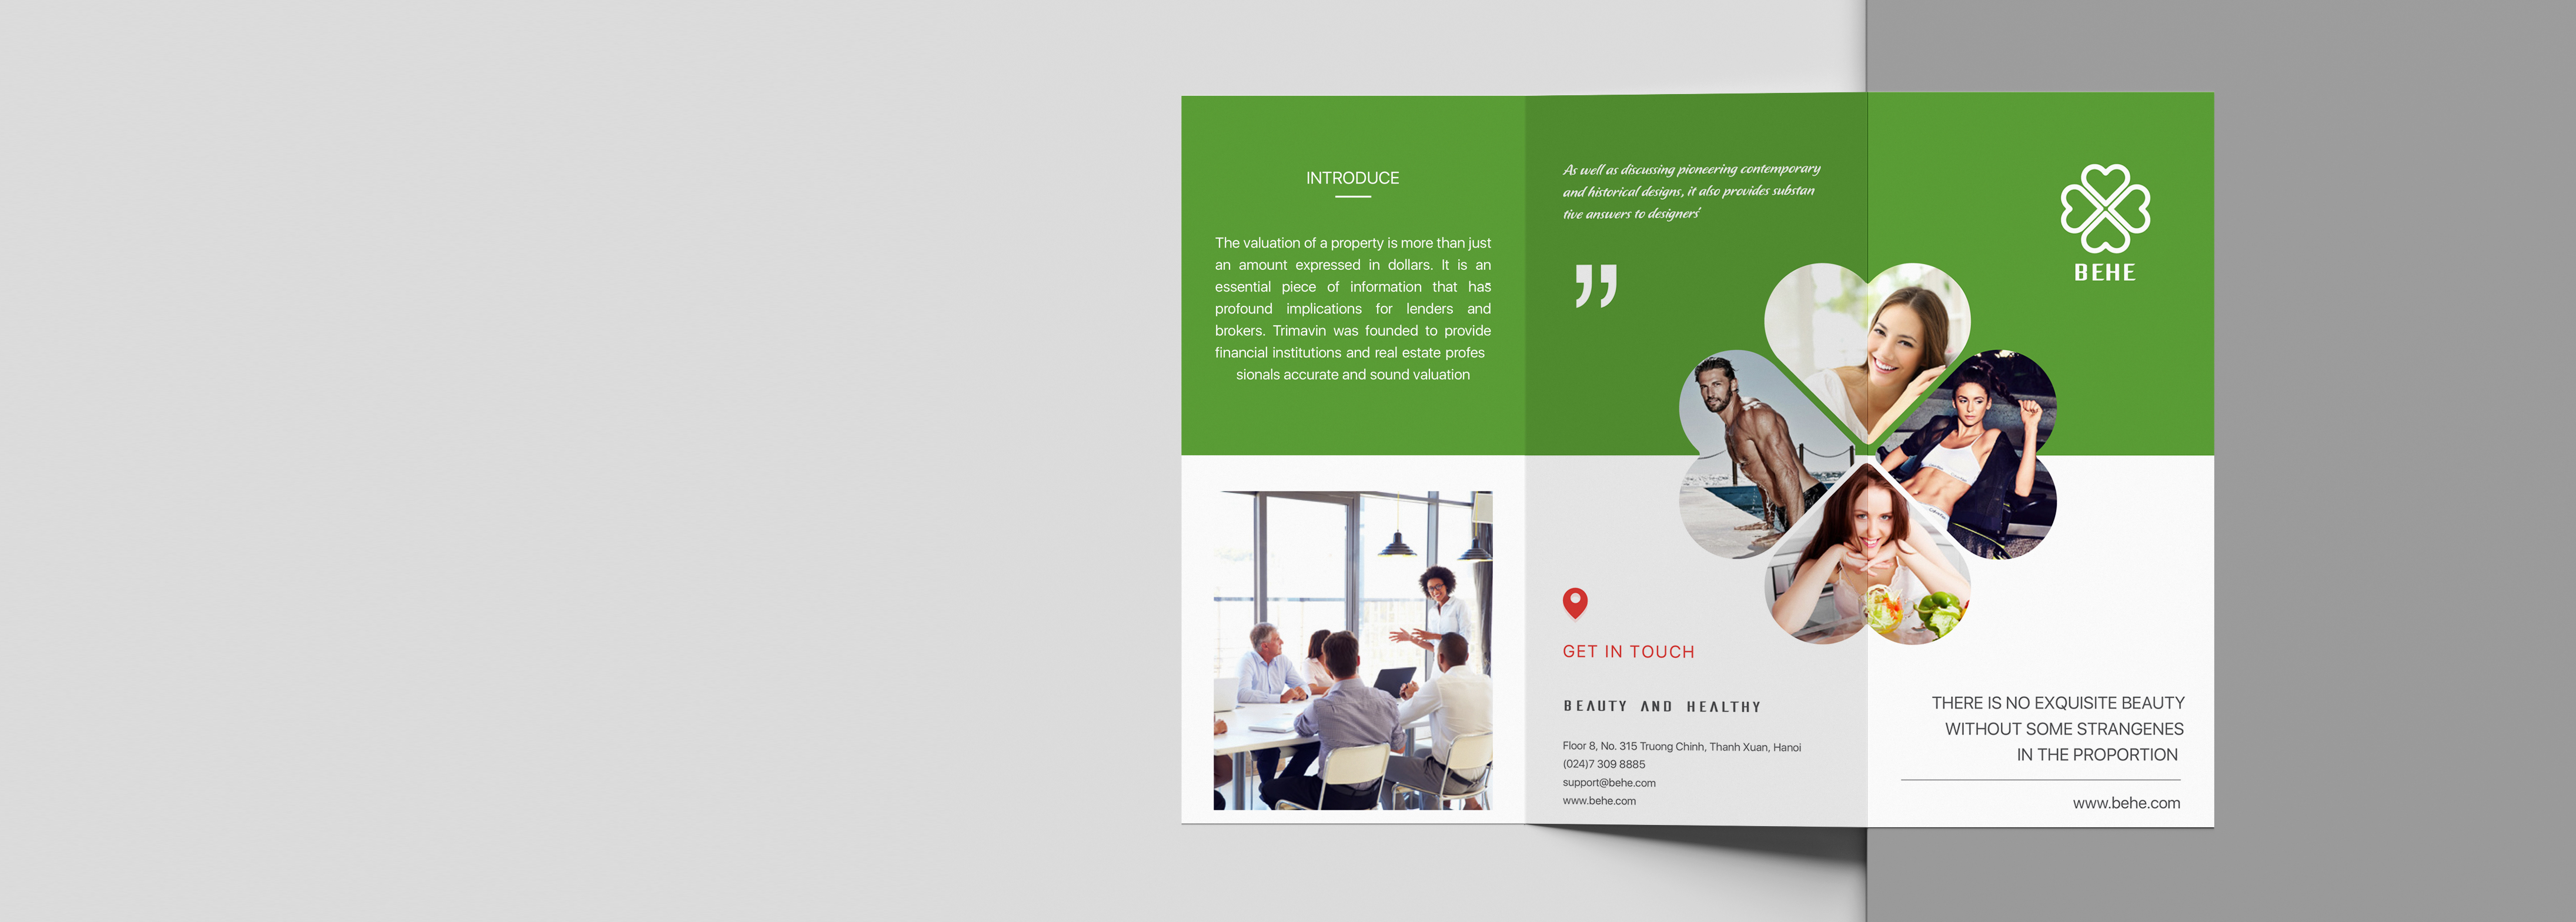 INTRODUCE
The valuation of a property is more than just
an amount expressed in dollars. It is an
essential piece of information that has
profound implications for lenders and
brokers. Trimavin was founded to provide
financial institutions and real estate profes
sionals accurate and sound valuation
As well as discussing pioneering contemporary
and historical designs, it also provides substan
tive answers to designers'
”
GET IN TOUCH
BEAUTY AND HEALTHY
Floor 8, No. 315 Truong Chinh, Thanh Xuan, Hanoi
(024)7 309 8885
support@behe.com
www.behe.com
BEHE
THERE IS NO EXQUISITE BEAUTY
WITHOUT SOME STRANGENES
IN THE PROPORTION
www.behe.com